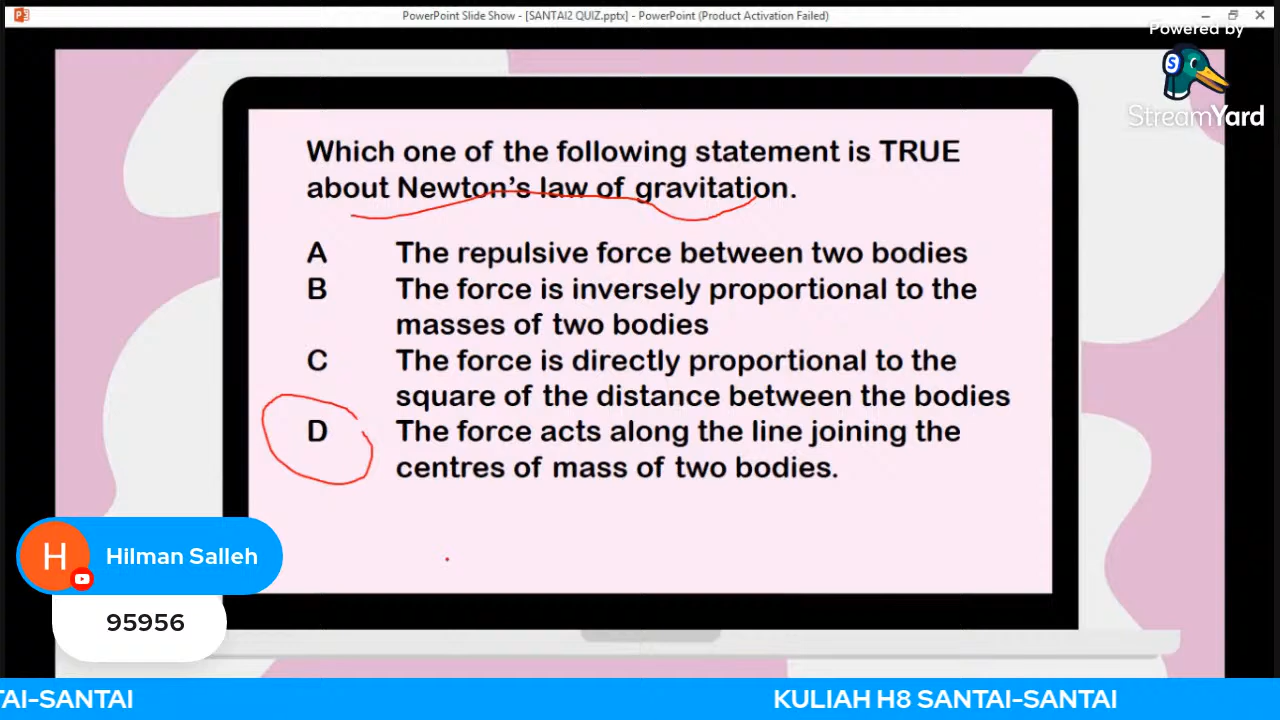 PowerPoint Slide Show - [SANTAI2 QUIZ.pptx] - PowerPoint (Product Activation Failed)
Powered by
StreamYard
Which one of the following statement is TRUE
about Newton's law of gravitation.
A The repulsive force between two bodies
B The force is inversely proportional to the
masses of two bodies
C The force is directly proportional to the
square of the distance between the bodies
D The force acts along the line joining the
centres of mass of two bodies.
H Hilman Salleh
95956
TAI-SANTAI KULIAH H8 SANTAI-SANTAI